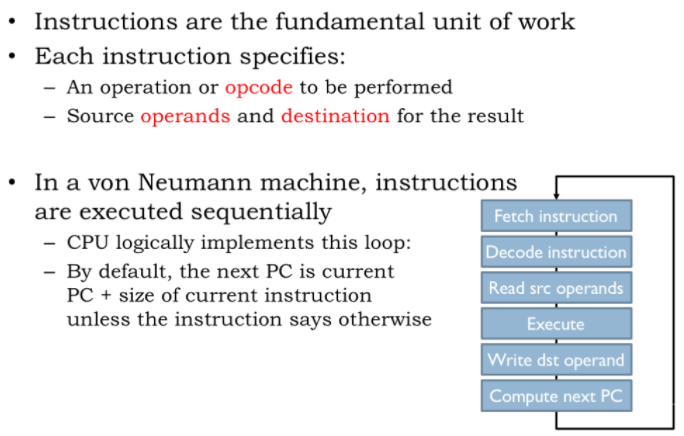 • Instructions are the fundamental unit of work
• Each instruction specifies:
– An operation or opcode to be performed
– Source operands and destination for the result
• In a von Neumann machine, instructions
are executed sequentially
– CPU logically implements this loop:
– By default, the next PC is current
PC + size of current instruction
unless the instruction says otherwise
Fetch instruction
Decode instruction
Read src operands
Execute
Write dst operand
Compute next PC